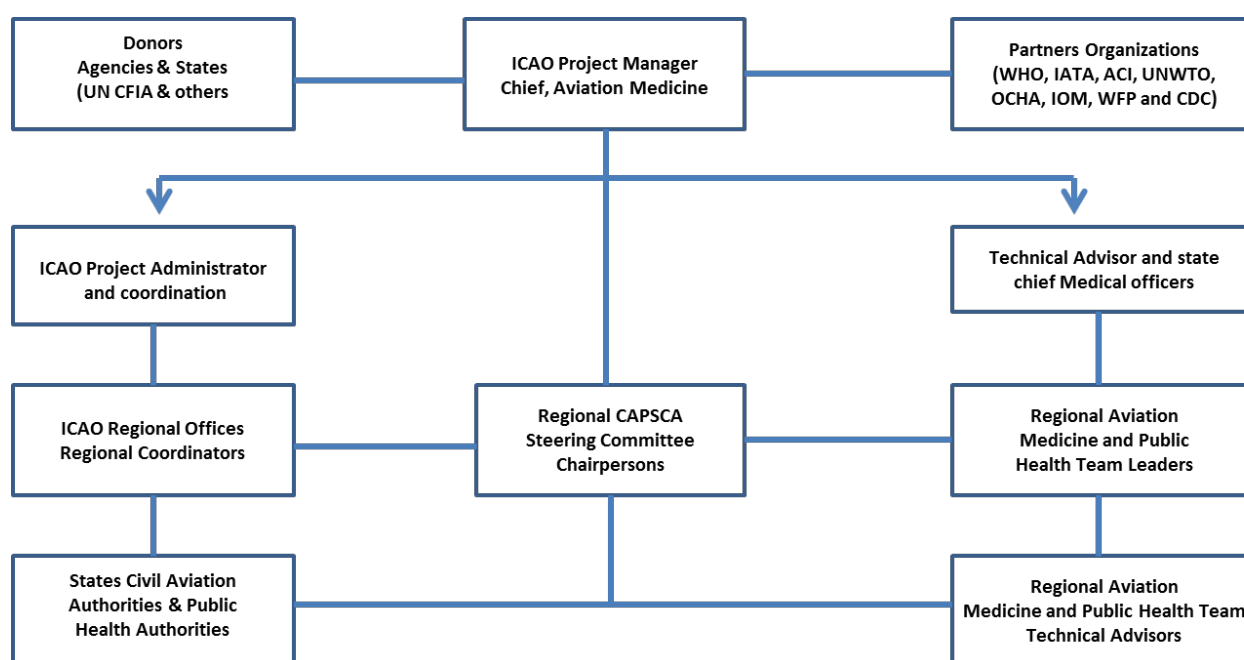 Donors
Agencies & States
(UN CFIA & others
ICAO Project Manager
Chief, Aviation Medicine
Partners Organizations
(WHO, IATA, ACI, UNWTO,
OCHA, IOM, WFP and CDC)
ICAO Project Administrator
and coordination
Technical Advisor and state
chief Medical officers
ICAO Regional Offices
Regional Coordinators
Regional CAPSCA
Steering Committee
Chairpersons
Regional Aviation
Medicine and Public
Health Team Leaders
States Civil Aviation
Authorities & Public
Health Authorities
Regional Aviation
Medicine and Public Health Team
Technical Advisors